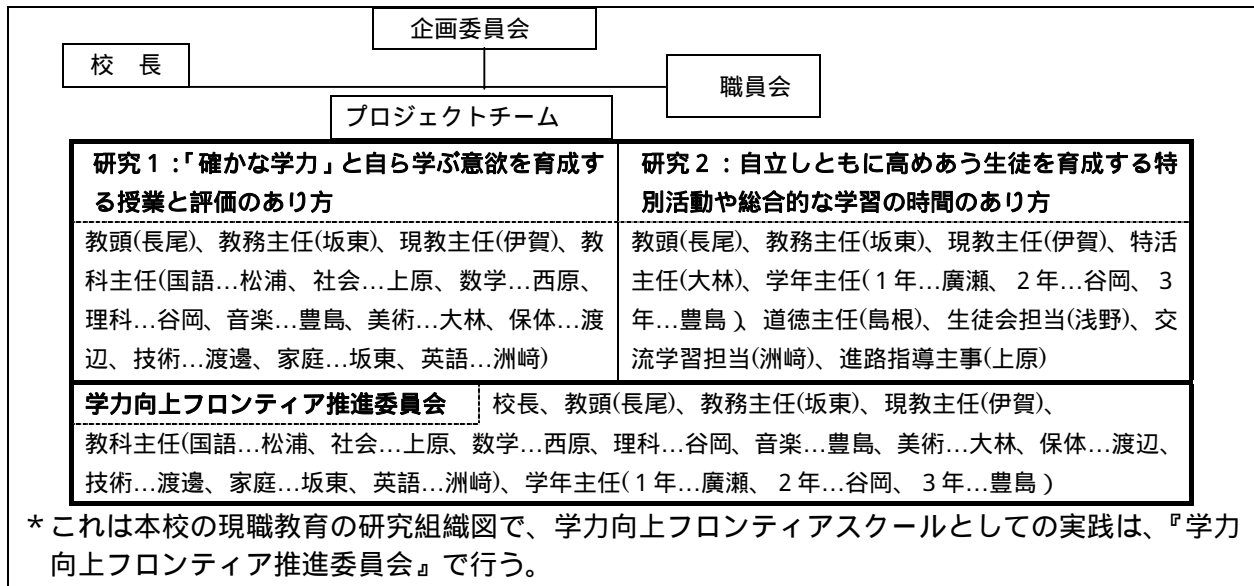 企画委員会
校　長
職員会
プロジェクトチーム
研究１：「確かな学力」と自ら学ぶ意欲を育成す
る授業と評価のあり方
教頭(長尾)、教務主任(坂東)、現教主任(伊賀)、教
科主任(国語…松浦、社会…上原、数学…西原、
理科…谷岡、音楽…豊島、美術…大林、保体…渡
辺、技術…渡邊、家庭…坂東、英語…洲﨑)
研究２：自立しともに高めあう生徒を育成する特
別活動や総合的な学習の時間のあり方
教頭(長尾)、教務主任(坂東)、現教主任(伊賀)、特活
主任(大林)、学年主任(１年…廣瀬、２年…谷岡、３
年…豊島)、道徳主任(島根)、生徒会担当(浅野)、交
流学習担当(洲﨑)、進路指導主事(上原)
学力向上フロンティア推進委員会　校長、教頭(長尾)、教務主任(坂東)、現教主任(伊賀)、
教科主任(国語…松浦、社会…上原、数学…西原、理科…谷岡、音楽…豊島、美術…大林、保体…渡辺、
技術…渡邊、家庭…坂東、英語…洲﨑)、学年主任(１年…廣瀬、２年…谷岡、３年…豊島)
*これは本校の現職教育の研究組織図で、学力向上フロンティアスクールとしての実践は、『学力
向上フロンティア推進委員会』で行う。